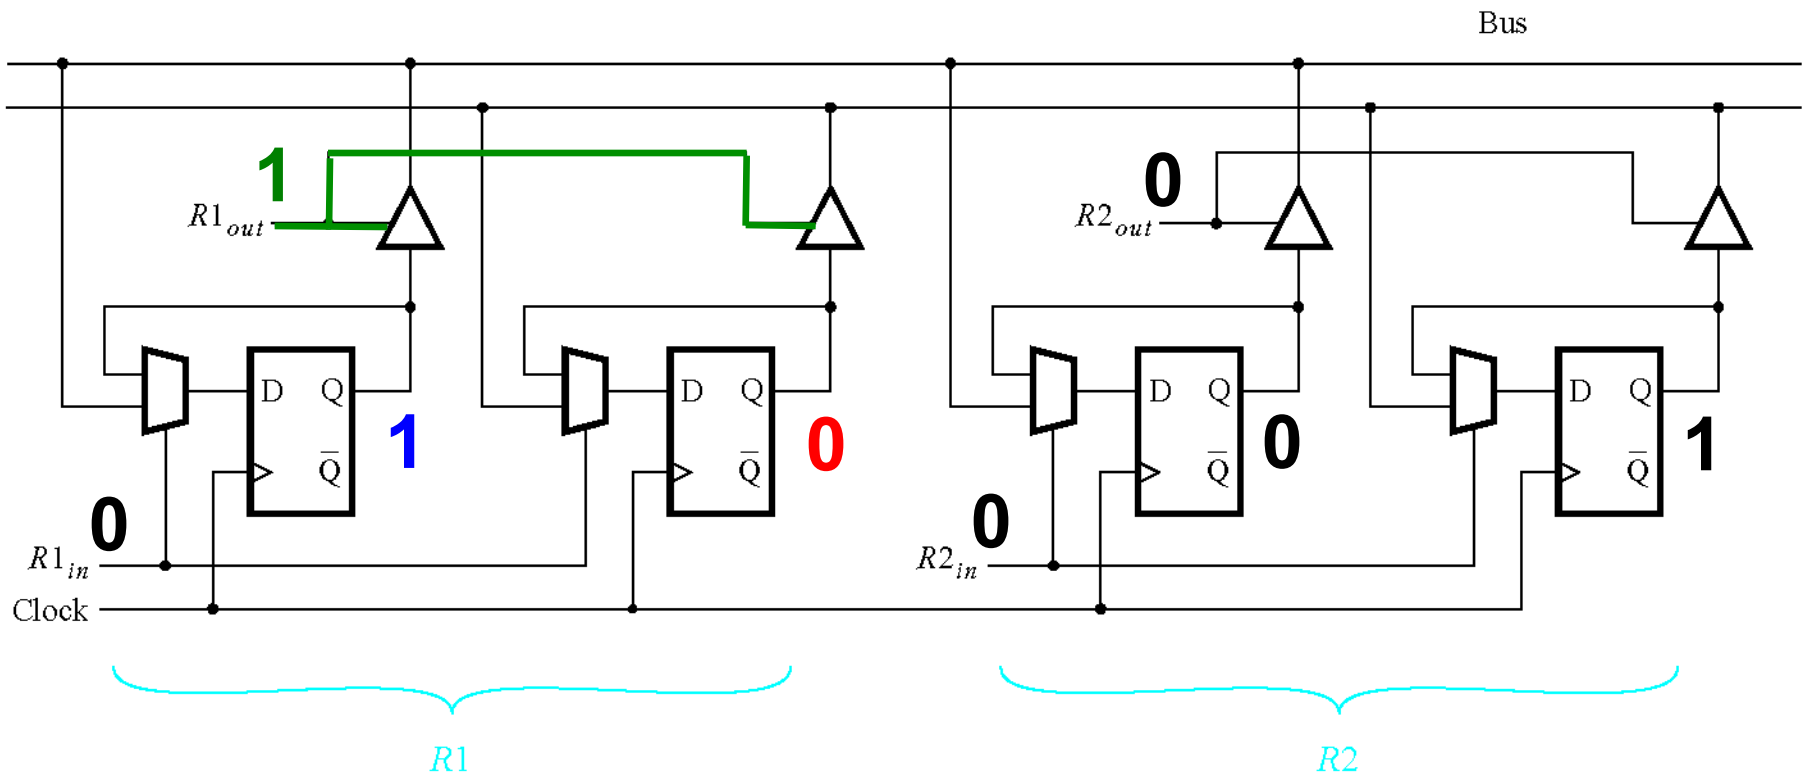 Bus
1 0
R1out R2out
D Q D Q D Q D Q
1 0 0 1
Q̅ Q̅ Q̅ Q̅
0 0
R1in R2in
Clock
R1 R2